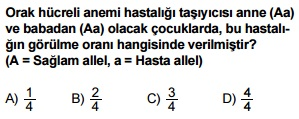 Orak hücreli anemi hastalığı taşıyıcısı anne (Aa)
ve babadan (Aa) olacak çocuklarda, bu hastalı-
ğın görülme oranı hangisinde verilmiştir?
(A = Sağlam allel, a = Hasta allel)
A) 1/4 B) 2/4 C) 3/4 D) 4/4